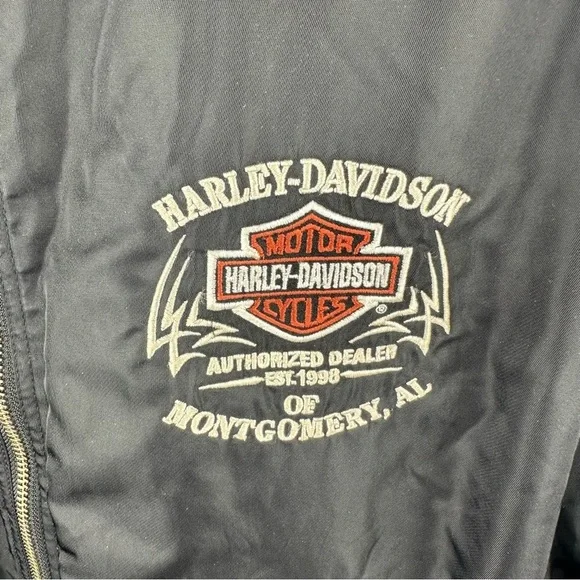 HARLEY-DAVIDSON
MOTOR
HARLEY-DAVIDSON
CYCLES
®
AUTHORIZED DEALER
EST. 1998
OF
MONTGOMERY, AL